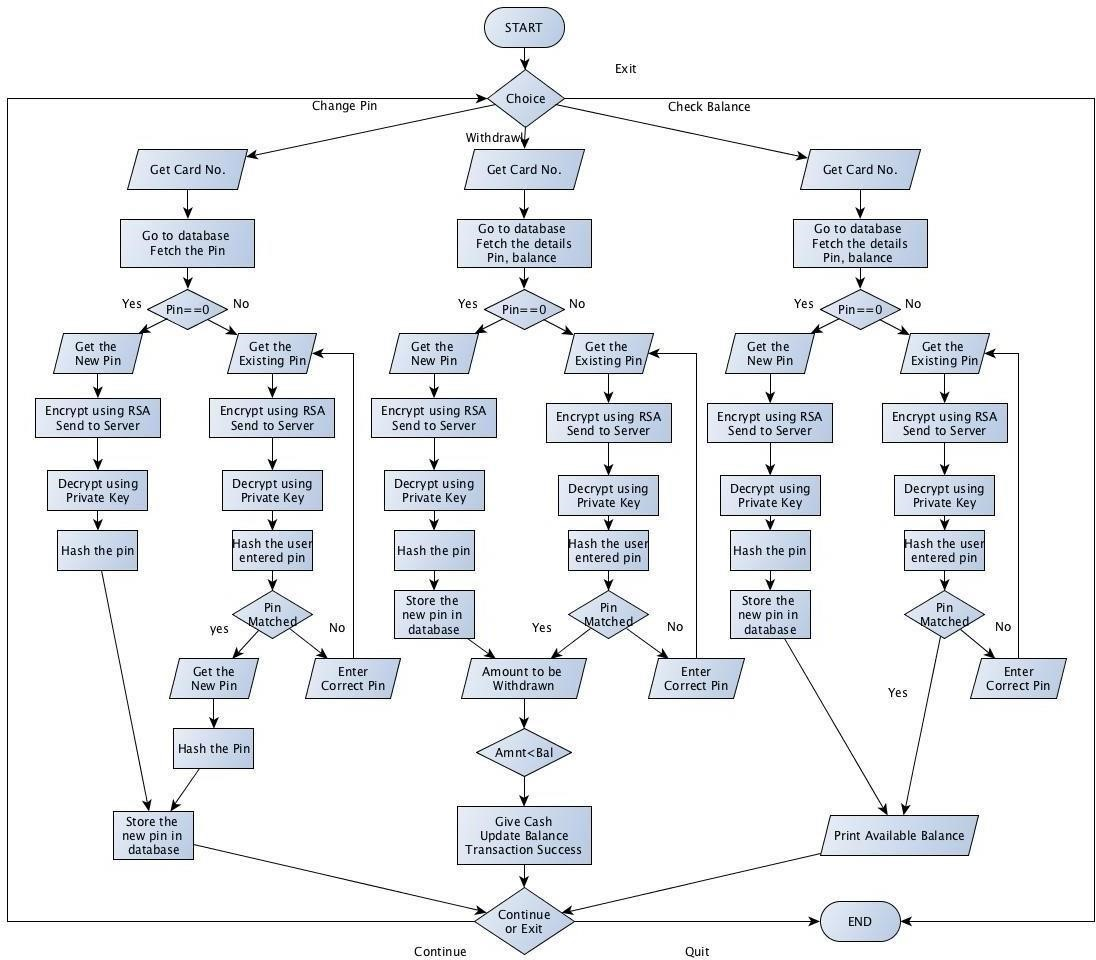 START
Exit
Choice
Change Pin
Check Balance
Withdrawl
Get Card No.
Get Card No.
Get Card No.
Go to database
Fetch the Pin
Go to database
Fetch the details
Pin, balance
Go to database
Fetch the details
Pin, balance
Yes
Pin==0
No
Yes
Pin==0
No
Yes
Pin==0
No
Get the
New Pin
Get the
Existing Pin
Get the
New Pin
Get the
Existing Pin
Get the
New Pin
Get the
Existing Pin
Encrypt using RSA
Send to Server
Encrypt using RSA
Send to Server
Encrypt using RSA
Send to Server
Encrypt using RSA
Send to Server
Encrypt using RSA
Send to Server
Encrypt using RSA
Send to Server
Decrypt using
Private Key
Decrypt using
Private Key
Decrypt using
Private Key
Decrypt using
Private Key
Decrypt using
Private Key
Decrypt using
Private Key
Hash the pin
Hash the user
entered pin
Hash the pin
Hash the user
entered pin
Hash the pin
Hash the user
entered pin
Pin
Matched
Store the
new pin in
database
Pin
Matched
Store the
new pin in
database
Pin
Matched
yes
No
Yes
No
No
Get the
New Pin
Enter
Correct Pin
Amount to be
Withdrawn
Enter
Correct Pin
Yes
Enter
Correct Pin
Hash the Pin
Amnt<Bal
Store the
new pin in
database
Give Cash
Update Balance
Transaction Success
Print Available Balance
Continue
or Exit
END
Continue
Quit